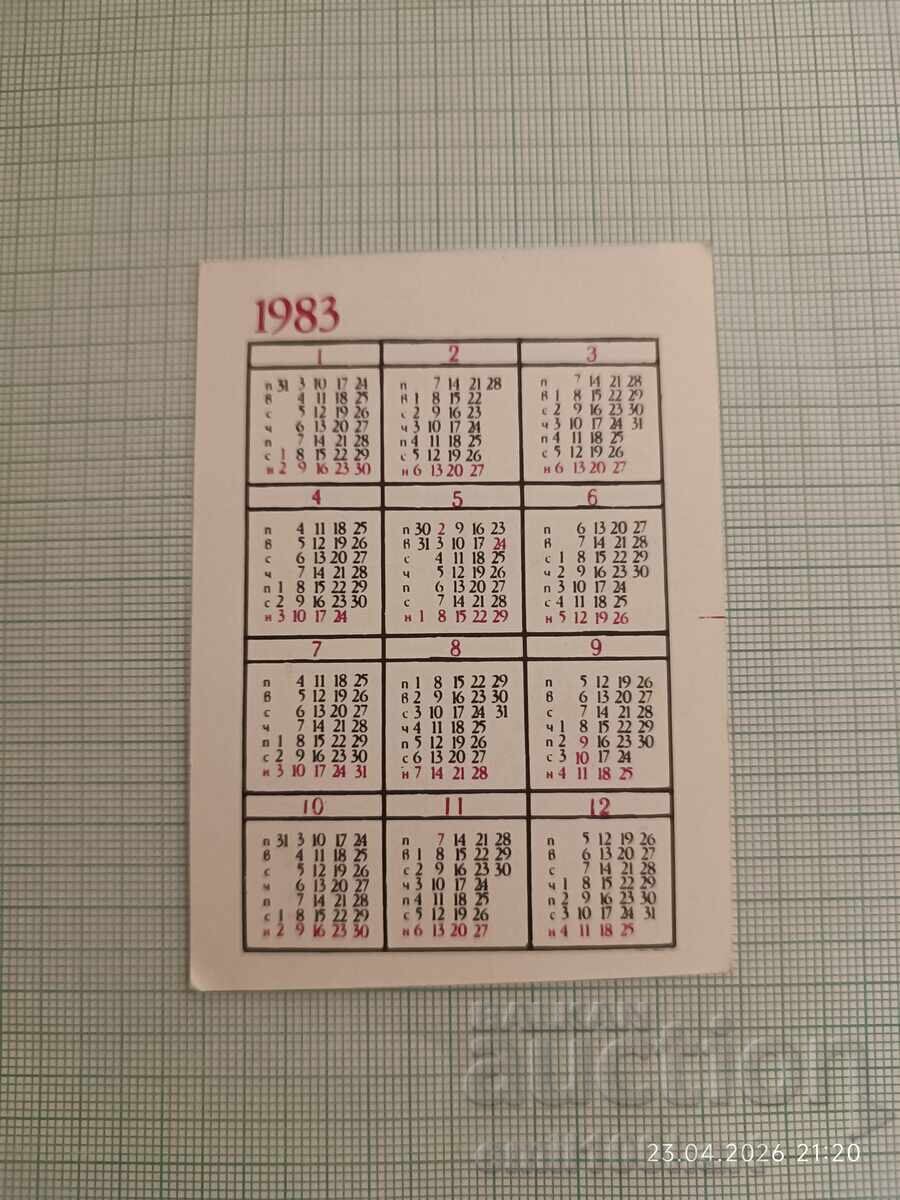 1983
1
п 31 3 10 17 24
в 4 11 18 25
с 5 12 19 26
ч 6 13 20 27
п 7 14 21 28
с 1 8 15 22 29
н 2 9 16 23 30
2
п 7 14 21 28
в 1 8 15 22
с 2 9 16 23
ч 3 10 17 24
п 4 11 18 25
с 5 12 19 26
н 6 13 20 27
3
п 7 14 21 28
в 1 8 15 22 29
с 2 9 16 23 30
ч 3 10 17 24 31
п 4 11 18 25
с 5 12 19 26
н 6 13 20 27
4
п 4 11 18 25
в 5 12 19 26
с 6 13 20 27
ч 7 14 21 28
п 1 8 15 22 29
с 2 9 16 23 30
н 3 10 17 24
5
п 30 2 9 16 23
в 31 3 10 17 24
с 4 11 18 25
ч 5 12 19 26
п 6 13 20 27
с 7 14 21 28
н 1 8 15 22 29
6
п 6 13 20 27
в 7 14 21 28
с 1 8 15 22 29
ч 2 9 16 23 30
п 3 10 17 24
с 4 11 18 25
н 5 12 19 26
7
п 4 11 18 25
в 5 12 19 26
с 6 13 20 27
ч 7 14 21 28
п 1 8 15 22 29
с 2 9 16 23 30
н 3 10 17 24 31
8
п 1 8 15 22 29
в 2 9 16 23 30
с 3 10 17 24 31
ч 4 11 18 25
п 5 12 19 26
с 6 13 20 27
н 7 14 21 28
9
п 5 12 19 26
в 6 13 20 27
с 7 14 21 28
ч 1 8 15 22 29
п 2 9 16 23 30
с 3 10 17 24
н 4 11 18 25
10
п 31 3 10 17 24
в 4 11 18 25
с 5 12 19 26
ч 6 13 20 27
п 7 14 21 28
с 1 8 15 22 29
н 2 9 16 23 30
11
п 7 14 21 28
в 1 8 15 22 29
с 2 9 16 23 30
ч 3 10 17 24
п 4 11 18 25
с 5 12 19 26
н 6 13 20 27
12
п 5 12 19 26
в 6 13 20 27
с 7 14 21 28
ч 1 8 15 22 29
п 2 9 16 23 30
с 3 10 17 24 31
н 4 11 18 25
BALKAN
auction
23.04.2026 21:20